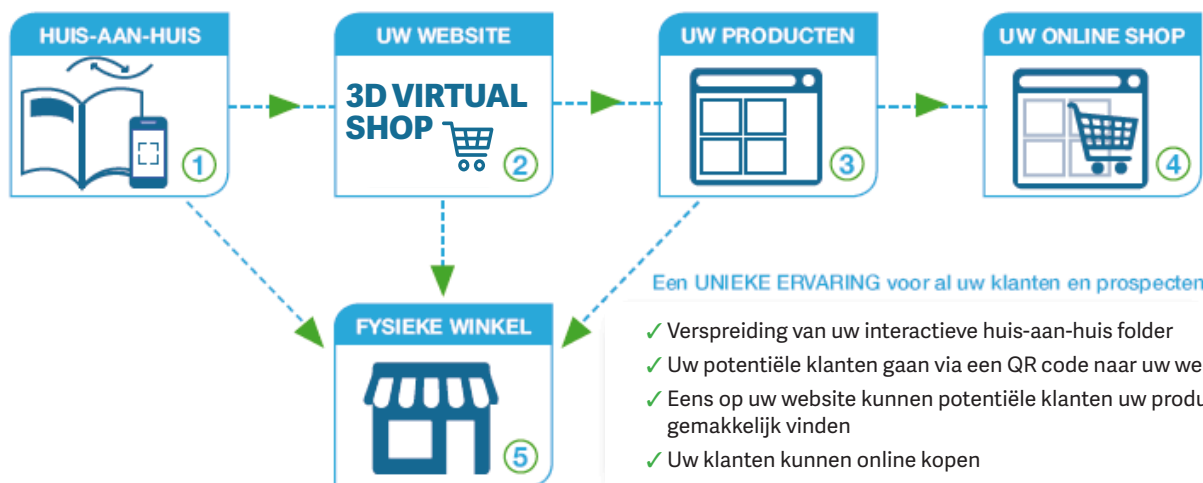 HUIS-AAN-HUIS
1
UW WEBSITE
3D VIRTUAL
SHOP
2
UW PRODUCTEN
3
UW ONLINE SHOP
4
FYSIEKE WINKEL
5
Een UNIEKE ERVARING voor al uw klanten en prospecten
✓ Verspreiding van uw interactieve huis-aan-huis folder
✓ Uw potentiële klanten gaan via een QR code naar uw we
✓ Eens op uw website kunnen potentiële klanten uw produ
gemakkelijk vinden
✓ Uw klanten kunnen online kopen